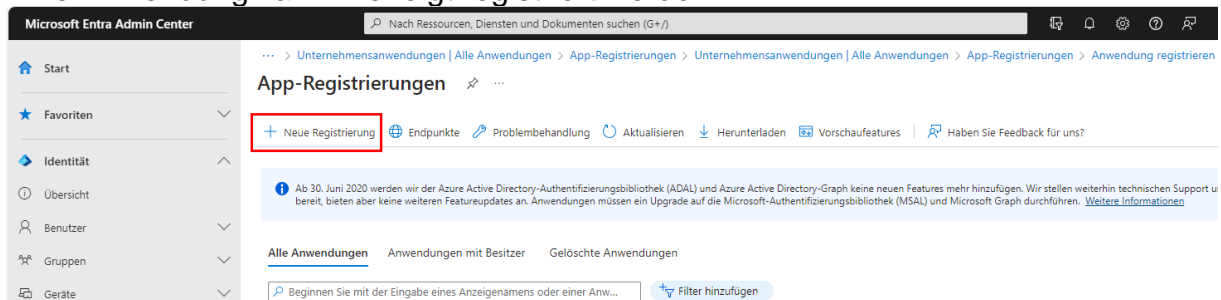 Microsoft Entra Admin Center
Nach Ressourcen, Diensten und Dokumenten suchen (G+/)
··· > Unternehmensanwendungen | Alle Anwendungen > App-Registrierungen > Unternehmensanwendungen | Alle Anwendungen > App-Registrierungen > Anwendung registrieren
Start
App-Registrierungen ···
Favoriten
+ Neue Registrierung Endpunkte Problembehandlung Aktualisieren Herunterladen Vorschaufeatures Haben Sie Feedback für uns?
Identität
Ab 30. Juni 2020 werden wir der Azure Active Directory-Authentifizierungsbibliothek (ADAL) und Azure Active Directory-Graph keine neuen Features mehr hinzufügen. Wir stellen weiterhin technischen Support
bereit, bieten aber keine weiteren Featureupdates an. Anwendungen müssen ein Upgrade auf die Microsoft-Authentifizierungsbibliothek (MSAL) und Microsoft Graph durchführen. Weitere Informationen
Übersicht
Benutzer
Alle Anwendungen Anwendungen mit Besitzer Gelöschte Anwendungen
Gruppen
Geräte
Beginnen Sie mit der Eingabe eines Anzeigenamens oder einer Anw...
Filter hinzufügen